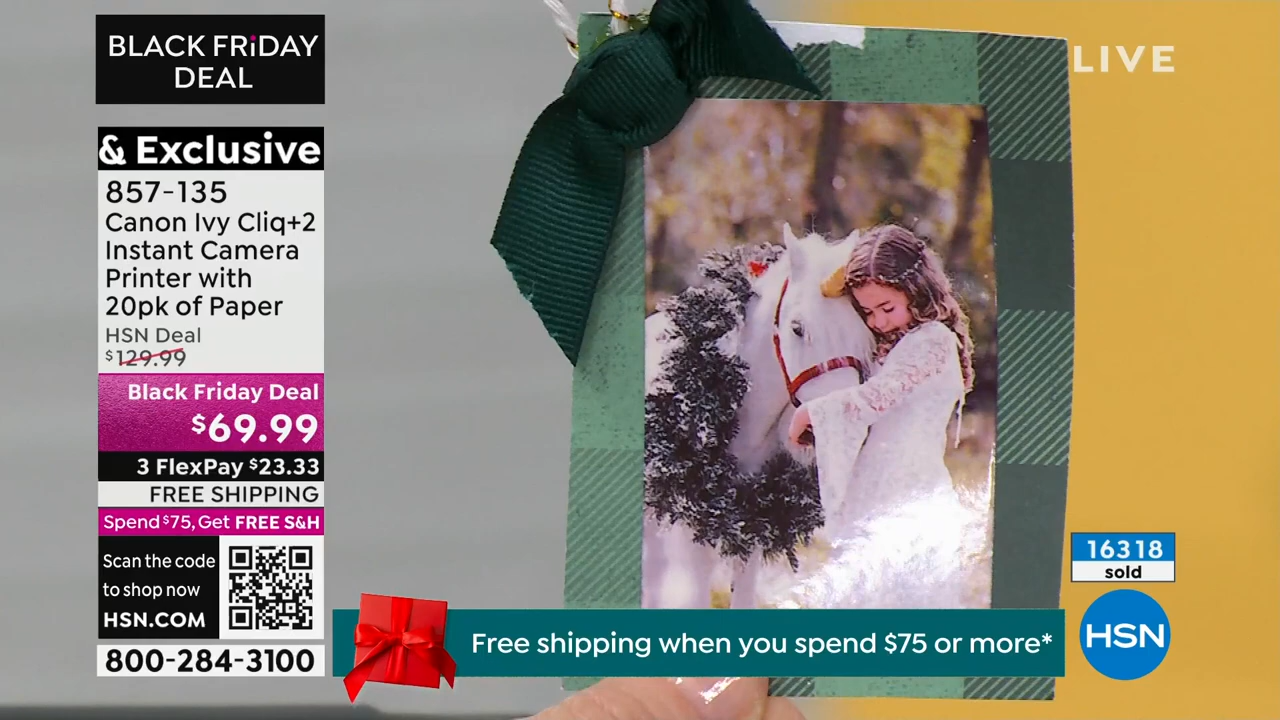 BLACK FRiDAY
DEAL
& Exclusive
857-135
Canon Ivy Cliq+2
Instant Camera
Printer with
20pk of Paper
HSN Deal
$129.99
Black Friday Deal
$69.99
3 FlexPay $23.33
FREE SHIPPING
Spend $75, Get FREE S&H
Scan the code
to shop now
HSN.COM
800-284-3100
LIVE
16318
sold
Free shipping when you spend $75 or more*
HSN